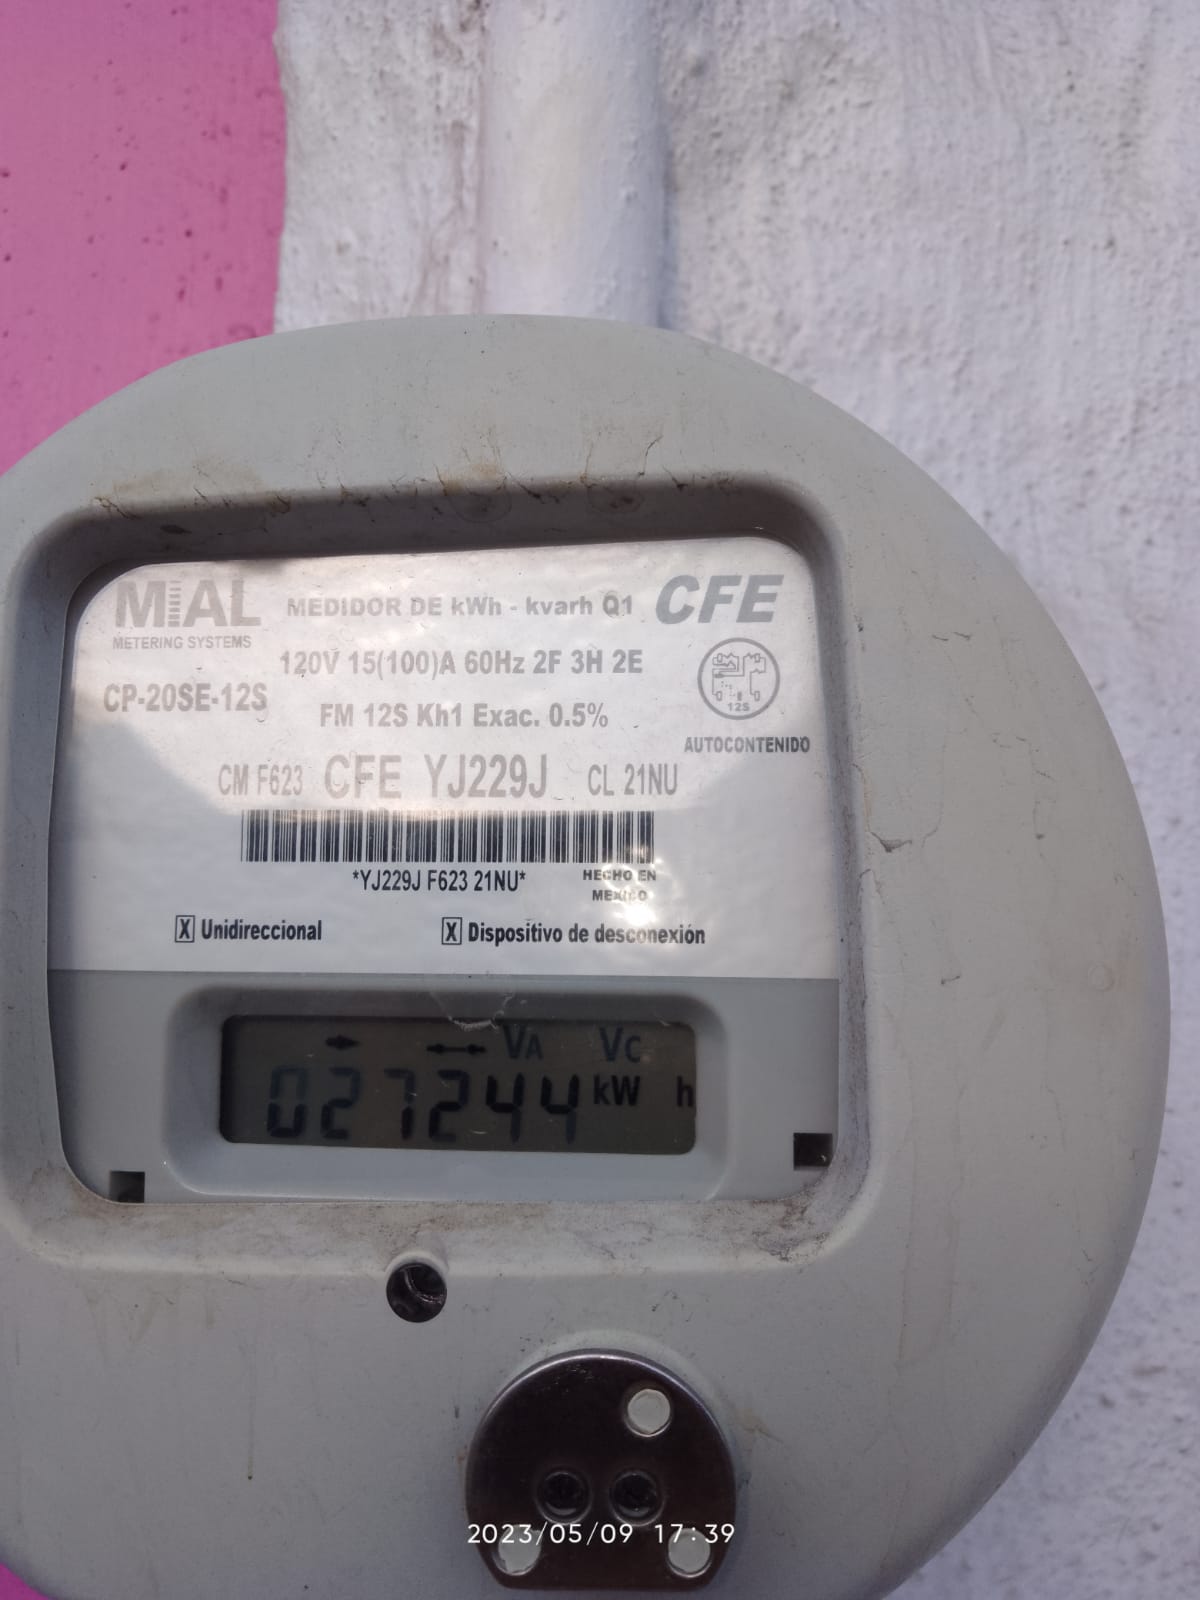 MIAL
METERING SYSTEMS
MEDIDOR DE kWh - kvarh Q1
CFE
120V 15(100)A 60Hz 2F 3H 2E
CP-20SE-12S
FM 12S Kh1 Exac. 0.5%
12S
AUTOCONTENIDO
CM F623 CFE YJ229J CL 21NU
*YJ229J F623 21NU*
HECHO EN
MEXICO
X Unidireccional
X Dispositivo de desconexión
VA VC
027244 kW h
2023/05/09 17:39